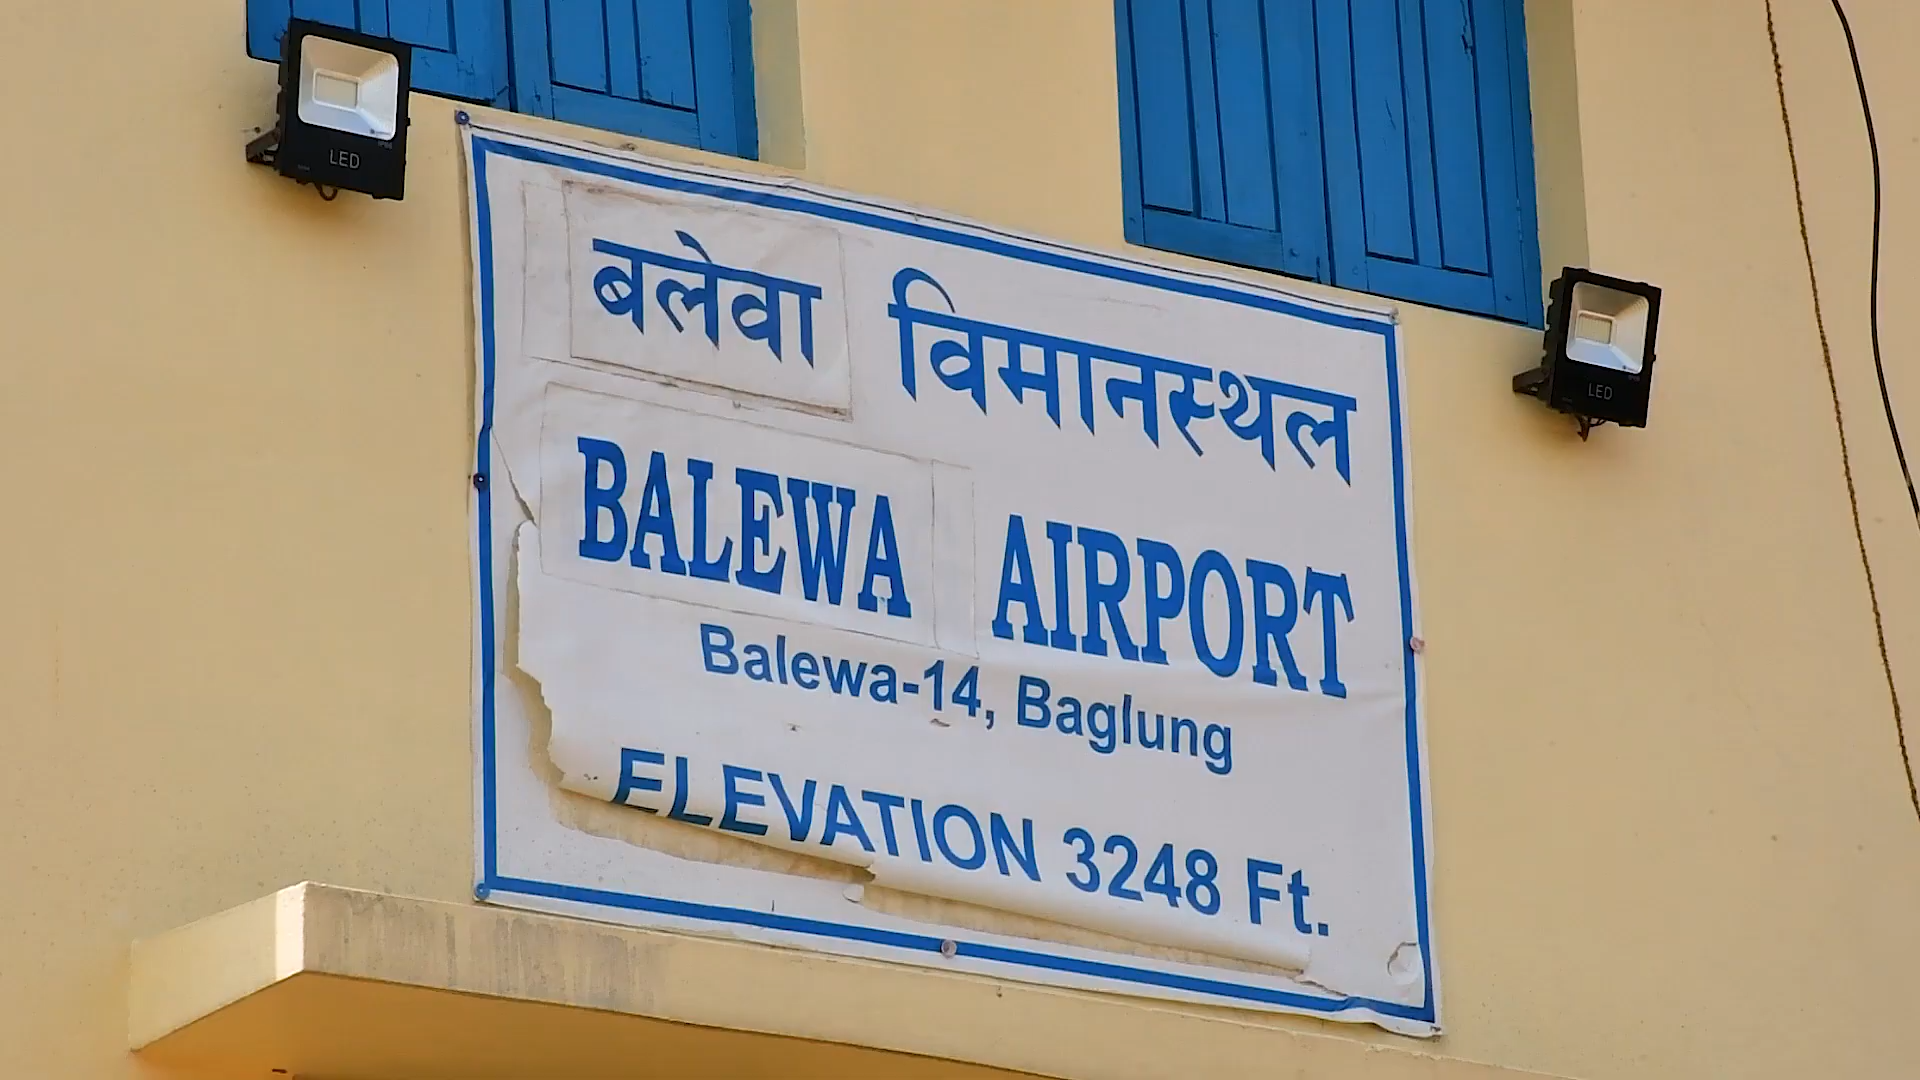 बलेवा विमानस्थल
BALEWA AIRPORT
Balewa-14, Baglung
ELEVATION 3248 Ft.
LED
LED